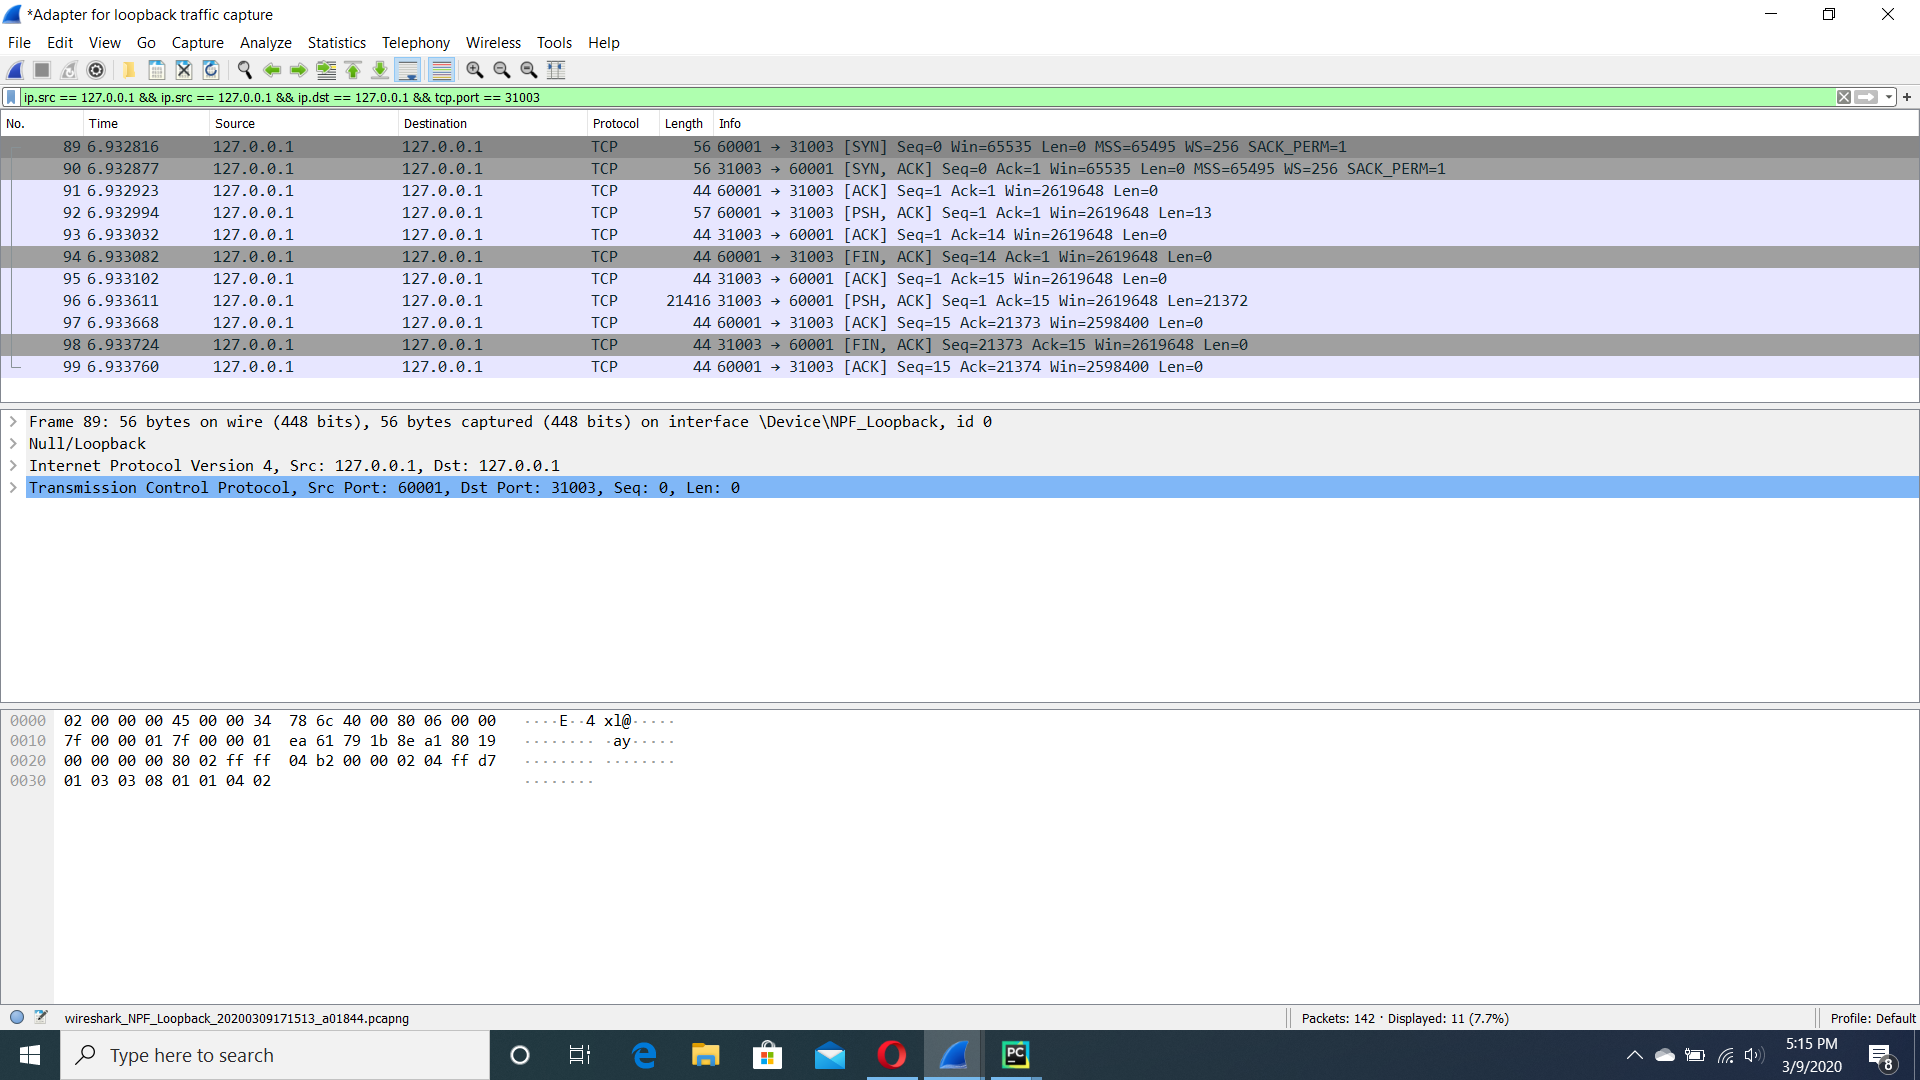 *Adapter for loopback traffic capture
File Edit View Go Capture Analyze Statistics Telephony Wireless Tools Help
ip.src == 127.0.0.1 && ip.src == 127.0.0.1 && ip.dst == 127.0.0.1 && tcp.port == 31003
No. Time Source Destination Protocol Length Info
89 6.932816 127.0.0.1 127.0.0.1 TCP 56 60001 → 31003 [SYN] Seq=0 Win=65535 Len=0 MSS=65495 WS=256 SACK_PERM=1
90 6.932877 127.0.0.1 127.0.0.1 TCP 56 31003 → 60001 [SYN, ACK] Seq=0 Ack=1 Win=65535 Len=0 MSS=65495 WS=256 SACK_PERM=1
91 6.932923 127.0.0.1 127.0.0.1 TCP 44 60001 → 31003 [ACK] Seq=1 Ack=1 Win=2619648 Len=0
92 6.932994 127.0.0.1 127.0.0.1 TCP 57 60001 → 31003 [PSH, ACK] Seq=1 Ack=1 Win=2619648 Len=13
93 6.933032 127.0.0.1 127.0.0.1 TCP 44 31003 → 60001 [ACK] Seq=1 Ack=14 Win=2619648 Len=0
94 6.933082 127.0.0.1 127.0.0.1 TCP 44 60001 → 31003 [FIN, ACK] Seq=14 Ack=1 Win=2619648 Len=0
95 6.933102 127.0.0.1 127.0.0.1 TCP 44 31003 → 60001 [ACK] Seq=1 Ack=15 Win=2619648 Len=0
96 6.933611 127.0.0.1 127.0.0.1 TCP 21416 31003 → 60001 [PSH, ACK] Seq=1 Ack=15 Win=2619648 Len=21372
97 6.933668 127.0.0.1 127.0.0.1 TCP 44 60001 → 31003 [ACK] Seq=15 Ack=21373 Win=2598400 Len=0
98 6.933724 127.0.0.1 127.0.0.1 TCP 44 31003 → 60001 [FIN, ACK] Seq=21373 Ack=15 Win=2619648 Len=0
99 6.933760 127.0.0.1 127.0.0.1 TCP 44 60001 → 31003 [ACK] Seq=15 Ack=21374 Win=2598400 Len=0
Frame 89: 56 bytes on wire (448 bits), 56 bytes captured (448 bits) on interface \Device\NPF_Loopback, id 0
Null/Loopback
Internet Protocol Version 4, Src: 127.0.0.1, Dst: 127.0.0.1
Transmission Control Protocol, Src Port: 60001, Dst Port: 31003, Seq: 0, Len: 0
0000 02 00 00 00 45 00 00 34 78 6c 40 00 80 06 00 00 ····E··4 xl@·····
0010 7f 00 00 01 7f 00 00 01 ea 61 79 1b 8e a1 80 19 ········ ·ay·····
0020 00 00 00 00 80 02 ff ff 04 b2 00 00 02 04 ff d7 ········ ········
0030 01 03 03 08 01 01 04 02 ········
wireshark_NPF_Loopback_20200309171513_a01844.pcapng Packets: 142 · Displayed: 11 (7.7%) Profile: Default
Type here to search
PC
5:15 PM
3/9/2020
8